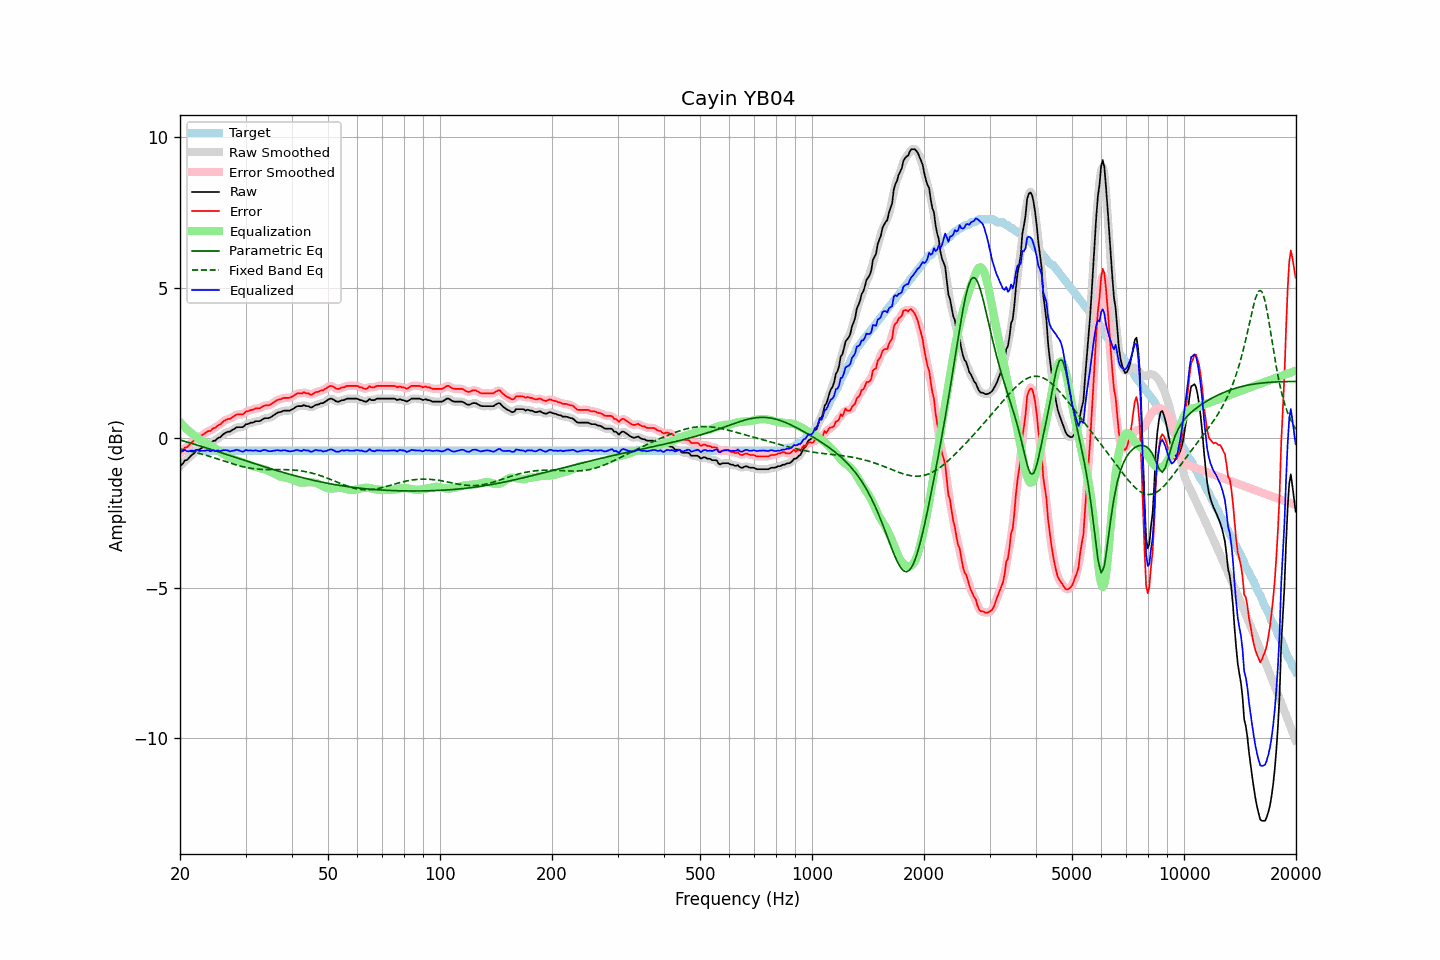 Cayin YB04
Target
Raw Smoothed
Error Smoothed
Raw
Error
Equalization
Parametric Eq
Fixed Band Eq
Equalized
10
5
0
−5
−10
Amplitude (dBr)
20 50 100 200 500 1000 2000 5000 10000 20000
Frequency (Hz)